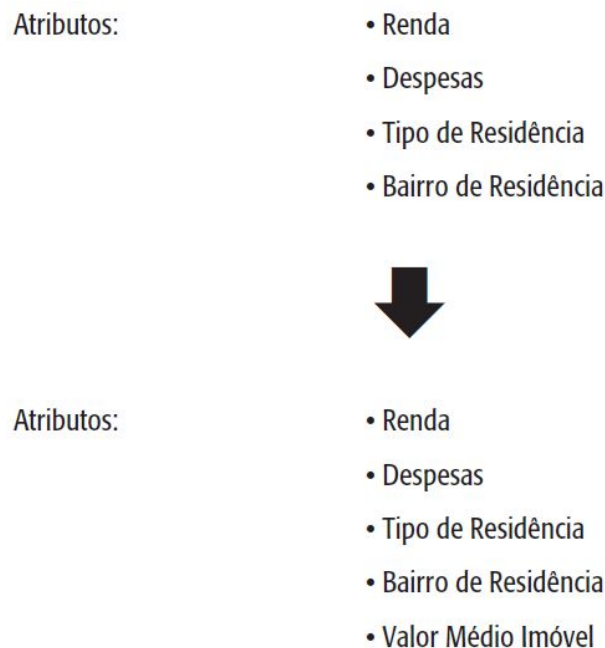 Atributos: • Renda
• Despesas
• Tipo de Residência
• Bairro de Residência
Atributos: • Renda
• Despesas
• Tipo de Residência
• Bairro de Residência
• Valor Médio Imóvel